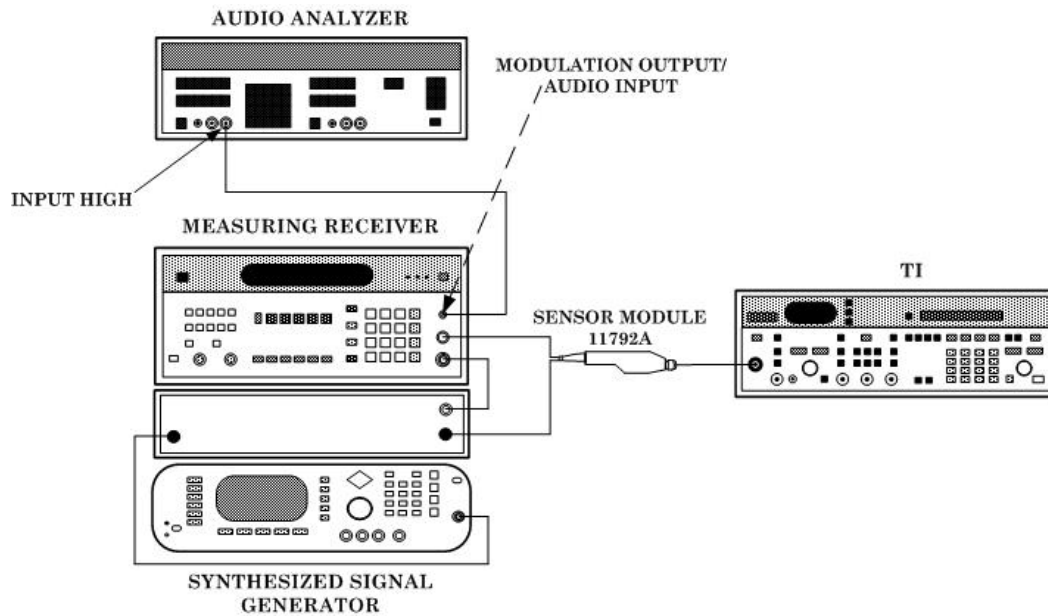 AUDIO ANALYZER
MODULATION OUTPUT/
AUDIO INPUT
INPUT HIGH
MEASURING RECEIVER
TI
SENSOR MODULE
11792A
SYNTHESIZED SIGNAL
GENERATOR